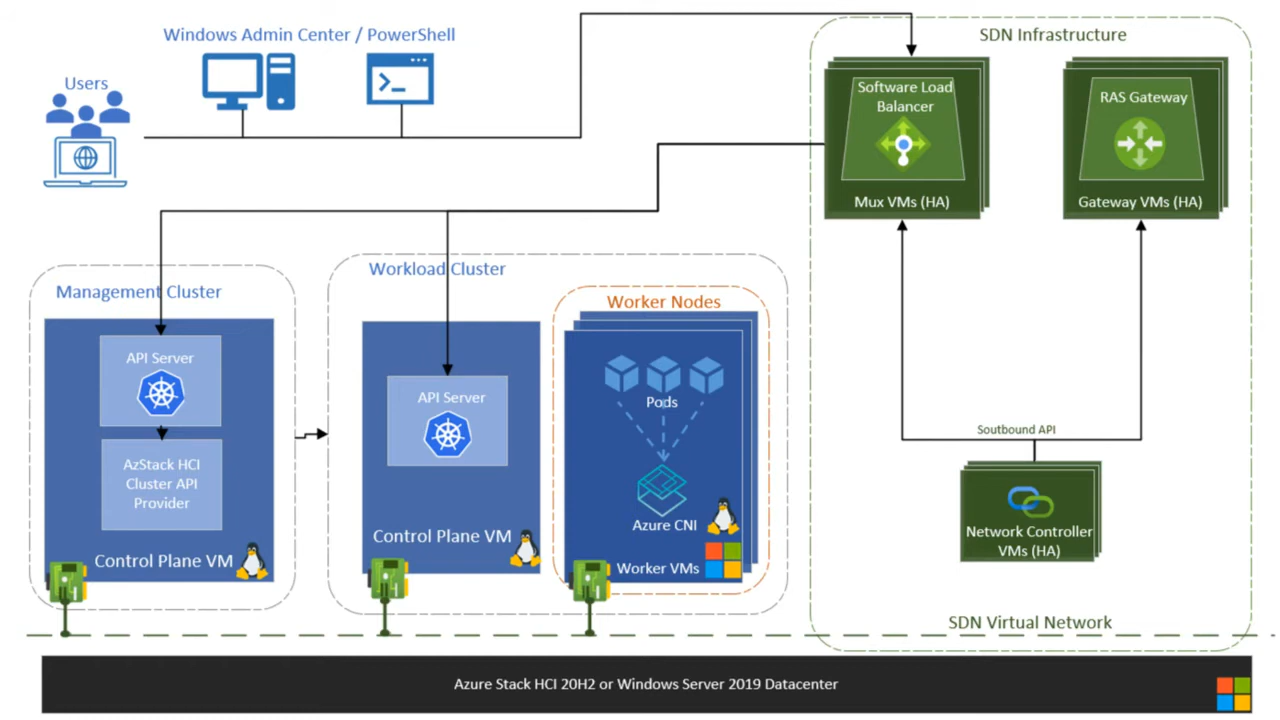 Windows Admin Center / PowerShell
Users
SDN Infrastructure
Software Load
Balancer
Mux VMs (HA)
RAS Gateway
Gateway VMs (HA)
Management Cluster
API Server
AzStack HCI
Cluster API
Provider
Control Plane VM
Workload Cluster
API Server
Control Plane VM
Worker Nodes
Pods
Azure CNI
Worker VMs
Soutbound API
Network Controller
VMs (HA)
SDN Virtual Network
Azure Stack HCI 20H2 or Windows Server 2019 Datacenter